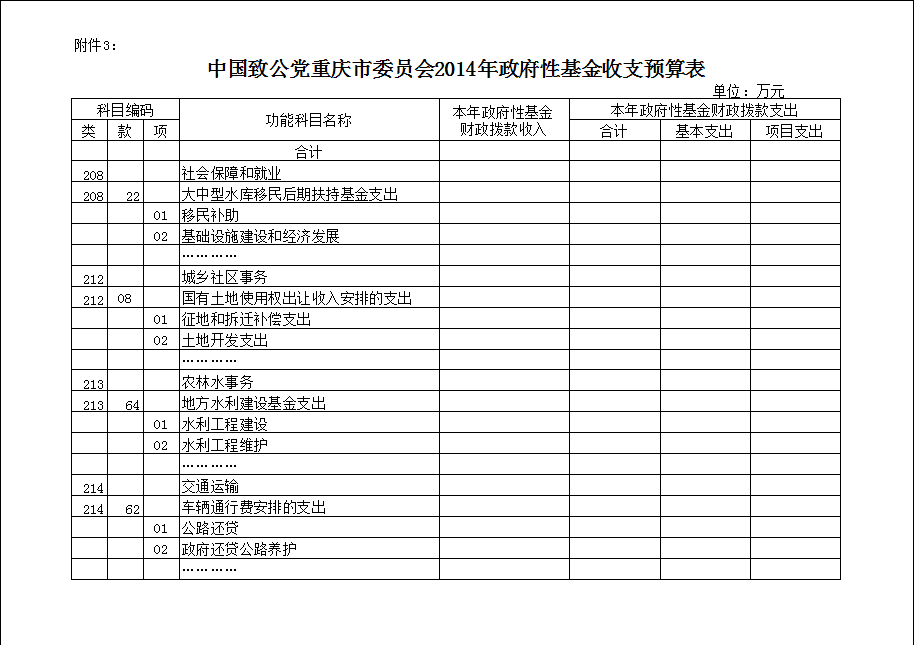 附件3：
中国致公党重庆市委员会2014年政府性基金收支预算表
单位：万元
科目编码 功能科目名称 本年政府性基金财政拨款收入 本年政府性基金财政拨款支出
类 款 项 合计 基本支出 项目支出
合计
208 社会保障和就业
208 22 大中型水库移民后期扶持基金支出
01 移民补助
02 基础设施建设和经济发展
…………
212 城乡社区事务
212 08 国有土地使用权出让收入安排的支出
01 征地和拆迁补偿支出
02 土地开发支出
…………
213 农林水事务
213 64 地方水利建设基金支出
01 水利工程建设
02 水利工程维护
…………
214 交通运输
214 62 车辆通行费安排的支出
01 公路还贷
02 政府还贷公路养护
…………